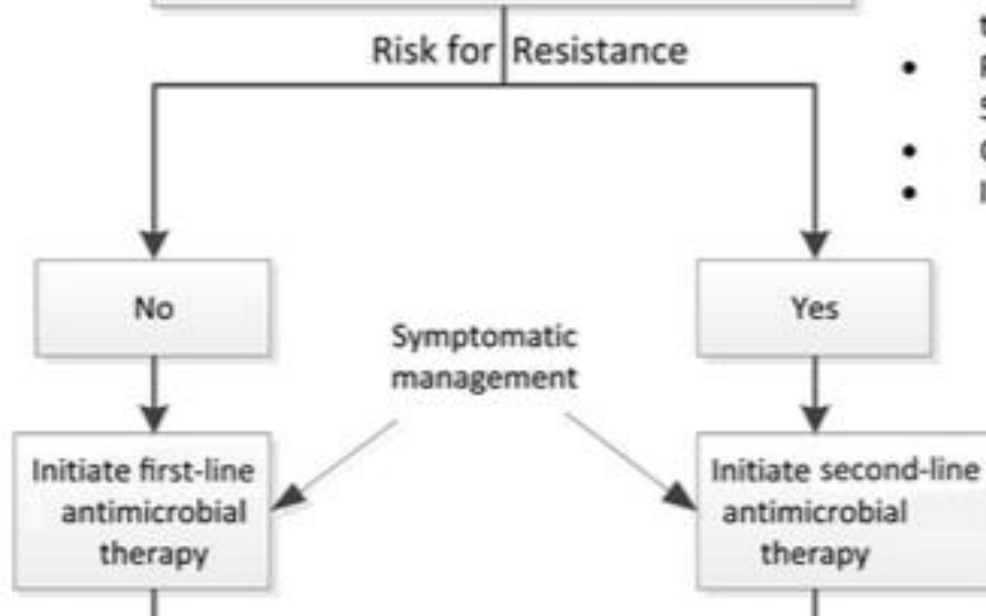 Risk for Resistance
No
Yes
Symptomatic
management
Initiate first-line
antimicrobial
therapy
Initiate second-line
antimicrobial
therapy